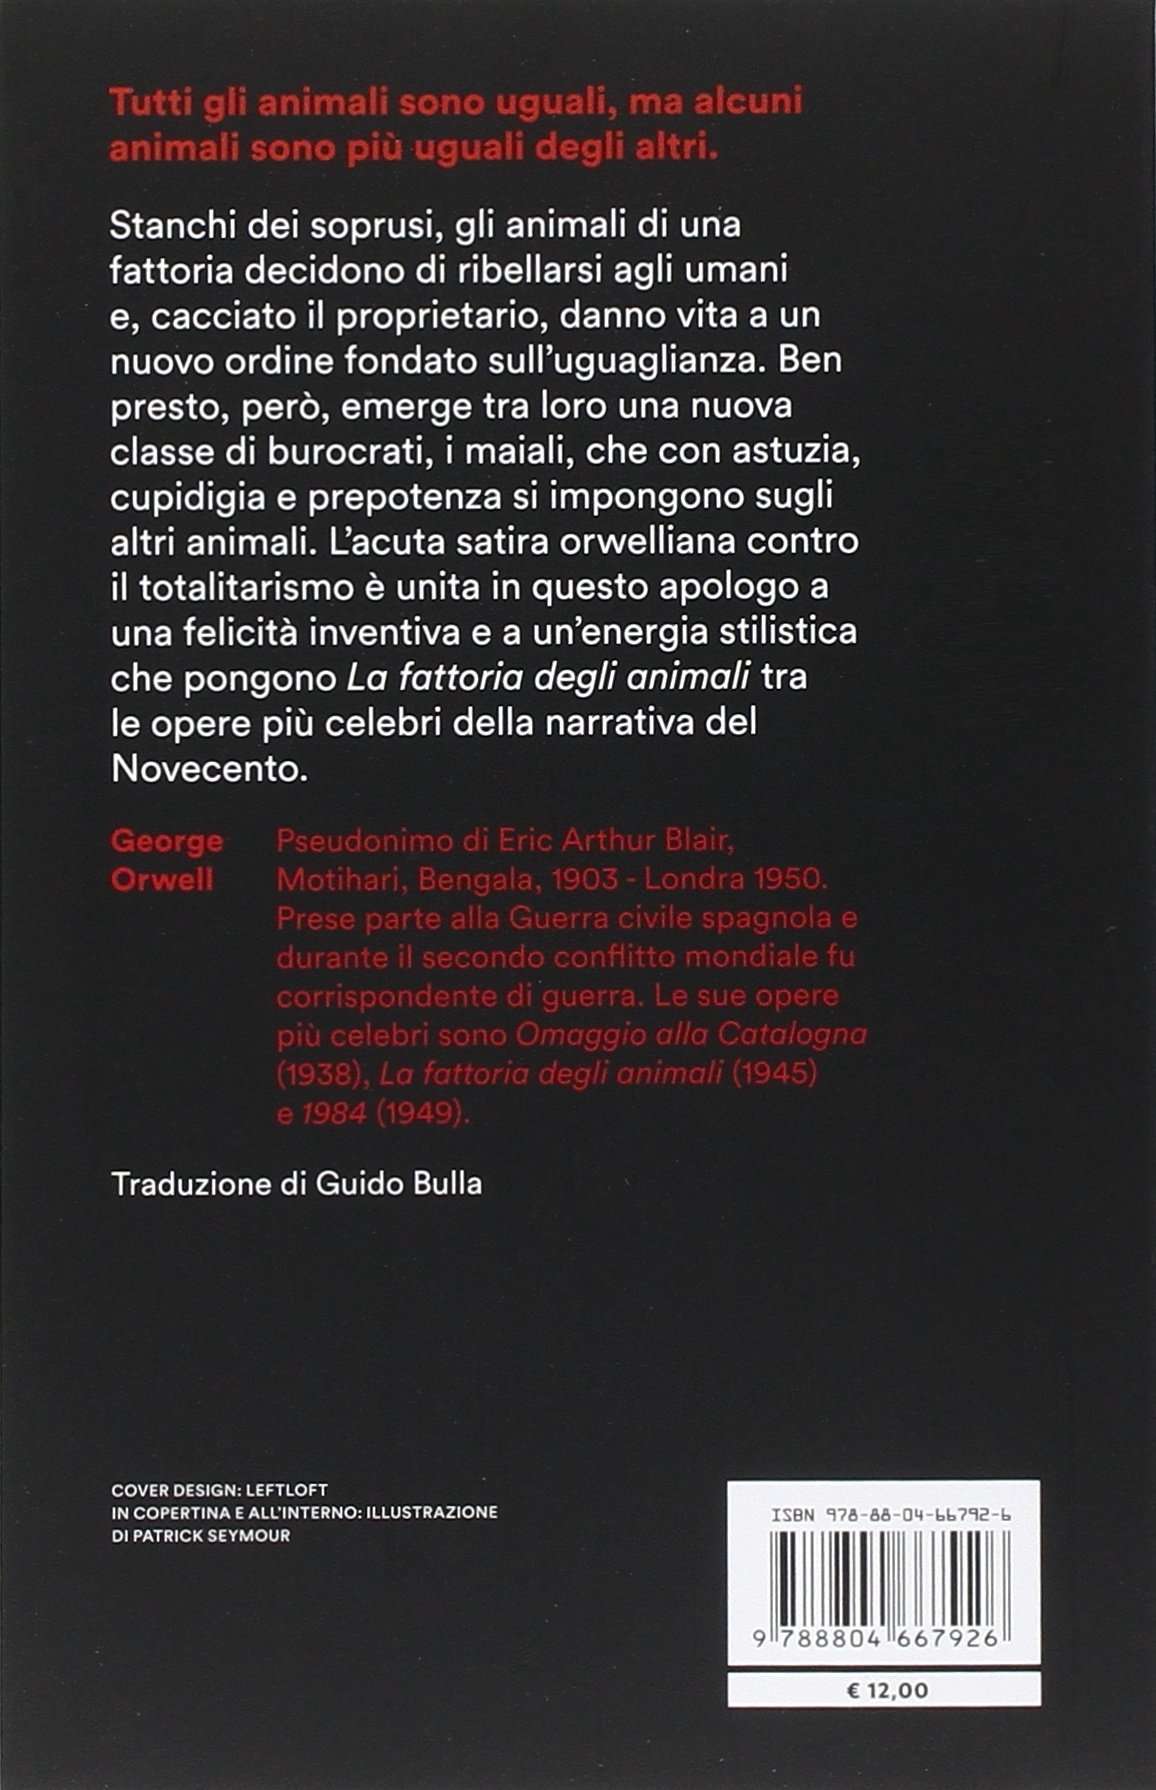 Tutti gli animali sono uguali, ma alcuni
animali sono più uguali degli altri.
Stanchi dei soprusi, gli animali di una
fattoria decidono di ribellarsi agli umani
e, cacciato il proprietario, danno vita a un
nuovo ordine fondato sull'uguaglianza. Ben
presto, però, emerge tra loro una nuova
classe di burocrati, i maiali, che con astuzia,
cupidigia e prepotenza si impongono sugli
altri animali. L'acuta satira orwelliana contro
il totalitarismo è unita in questo apologo a
una felicità inventiva e a un'energia stilistica
che pongono La fattoria degli animali tra
le opere più celebri della narrativa del
Novecento.
George
Orwell
Pseudonimo di Eric Arthur Blair,
Motihari, Bengala, 1903 - Londra 1950.
Prese parte alla Guerra civile spagnola e
durante il secondo conflitto mondiale fu
corrispondente di guerra. Le sue opere
più celebri sono Omaggio alla Catalogna
(1938), La fattoria degli animali (1945)
e 1984 (1949).
Traduzione di Guido Bulla
COVER DESIGN: LEFTLOFT
IN COPERTINA E ALL'INTERNO: ILLUSTRAZIONE
DI PATRICK SEYMOUR
ISBN 978-88-04-66792-6
9 788804 667926
€ 12,00